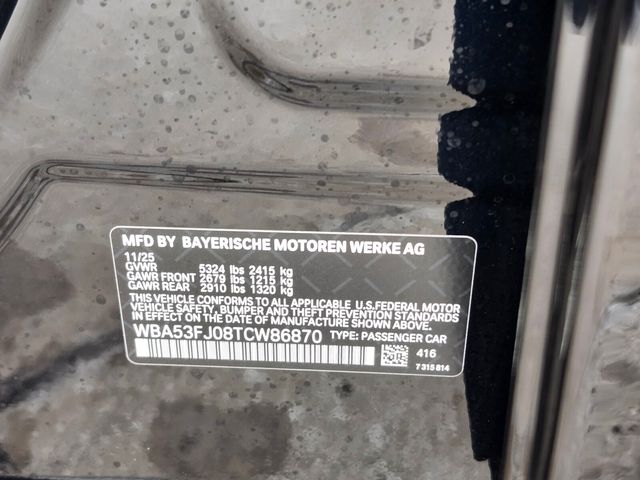 MFD BY BAYERISCHE MOTOREN WERKE AG
11/25
GVWR 5324 lbs 2415 kg
GAWR FRONT 2679 lbs 1215 kg
GAWR REAR 2910 lbs 1320 kg
THIS VEHICLE CONFORMS TO ALL APPLICABLE U.S.FEDERAL MOTOR
VEHICLE SAFETY, BUMPER, AND THEFT PREVENTION STANDARDS
IN EFFECT ON THE DATE OF MANUFACTURE SHOWN ABOVE.
WBA53FJ08TCW86870 TYPE: PASSENGER CAR
416
7 315 814